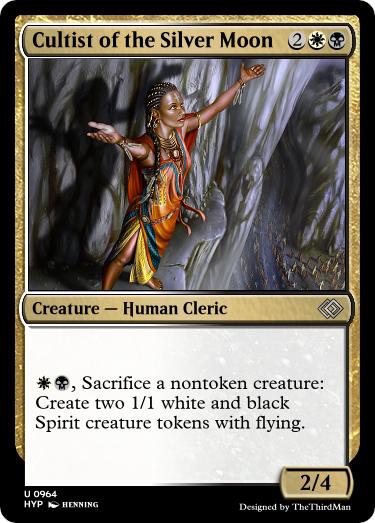 Cultist of the Silver Moon 2
Creature — Human Cleric
, Sacrifice a nontoken creature:
Create two 1/1 white and black
Spirit creature tokens with flying.
2/4
U 0964
HYP HENNING
Designed by TheThirdMan